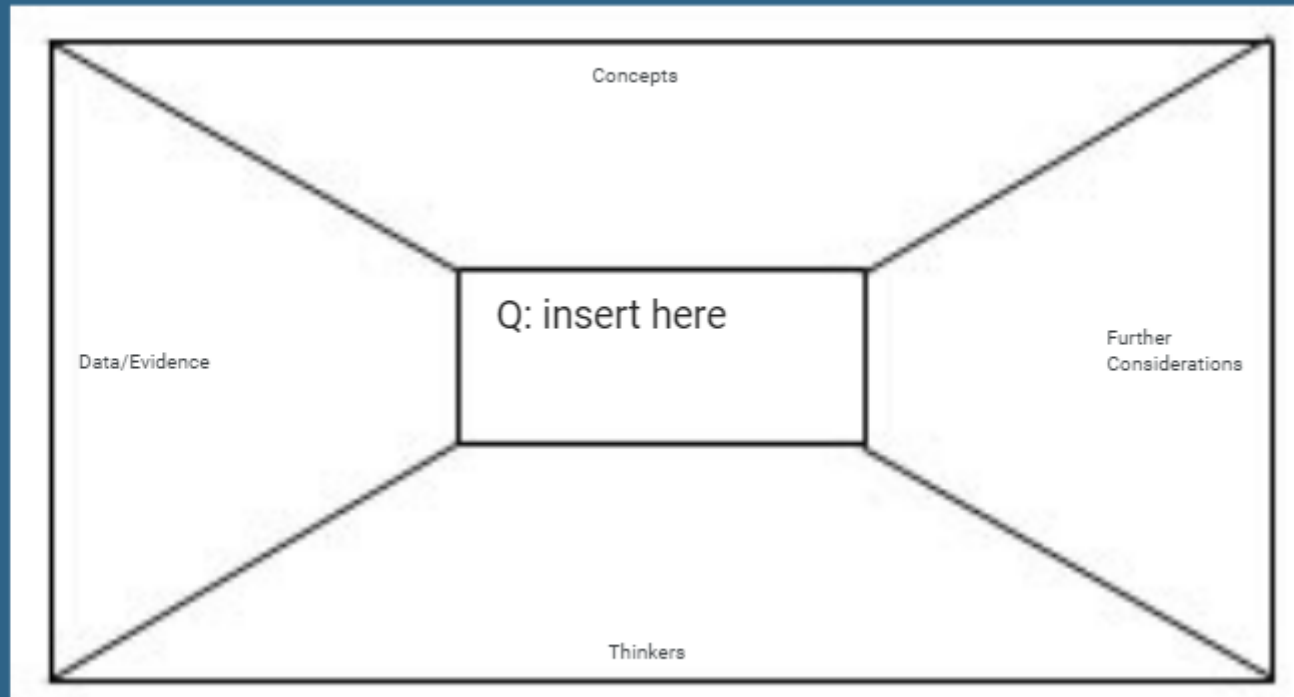 Concepts
Q: insert here
Data/Evidence
Further
Considerations
Thinkers